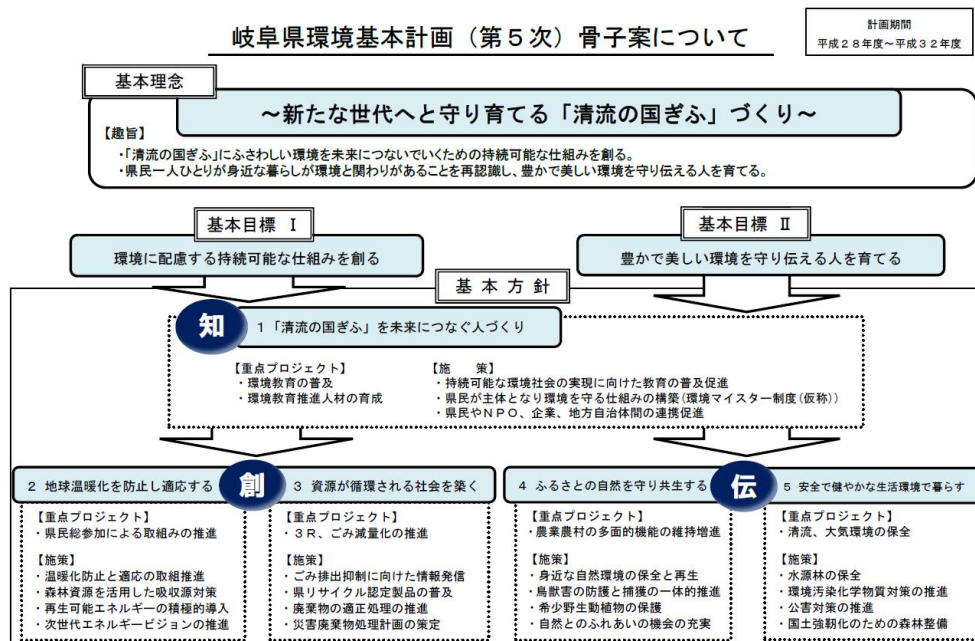 岐阜県環境基本計画(第5次)骨子案について
計画期間
平成28年度~平成32年度
基本理念
~新たな世代へと守り育てる「清流の国ぎふ」づくり~
【趣旨】
・「清流の国ぎふ」にふさわしい環境を未来につないでいくための持続可能な仕組みを創る。
・県民一人ひとりが身近な暮らしが環境と関わりがあることを再認識し、豊かで美しい環境を守り伝える人を育てる。
基本目標 Ⅰ
環境に配慮する持続可能な仕組みを創る
基本目標 Ⅱ
豊かで美しい環境を守り伝える人を育てる
基本方針
知
1「清流の国ぎふ」を未来につなぐ人づくり
【重点プロジェクト】
・環境教育の普及
・環境教育推進人材の育成
【施 策】
・持続可能な環境社会の実現に向けた教育の普及促進
・県民が主体となり環境を守る仕組みの構築(環境マイスター制度(仮称))
・県民やNPO、企業、地方自治体間の連携促進
創
2 地球温暖化を防止し適応する
【重点プロジェクト】
・県民総参加による取組みの推進
【施策】
・温暖化防止と適応の取組推進
・森林資源を活用した吸収源対策
・再生可能エネルギーの積極的導入
・次世代エネルギービジョンの推進
3 資源が循環される社会を築く
【重点プロジェクト】
・3R、ごみ減量化の推進
【施策】
・ごみ排出抑制に向けた情報発信
・県リサイクル認定製品の普及
・廃棄物の適正処理の推進
・災害廃棄物処理計画の策定
伝
4 ふるさとの自然を守り共生する
【重点プロジェクト】
・農業農村の多面的機能の維持増進
【施策】
・身近な自然環境の保全と再生
・鳥獣害の防護と捕獲の一体的推進
・希少野生動植物の保護
・自然とのふれあいの機会の充実
5 安全で健やかな生活環境で暮らす
【重点プロジェクト】
・清流、大気環境の保全
【施策】
・水源林の保全
・環境汚染化学物質対策の推進
・公害対策の推進
・国土強靭化のための森林整備